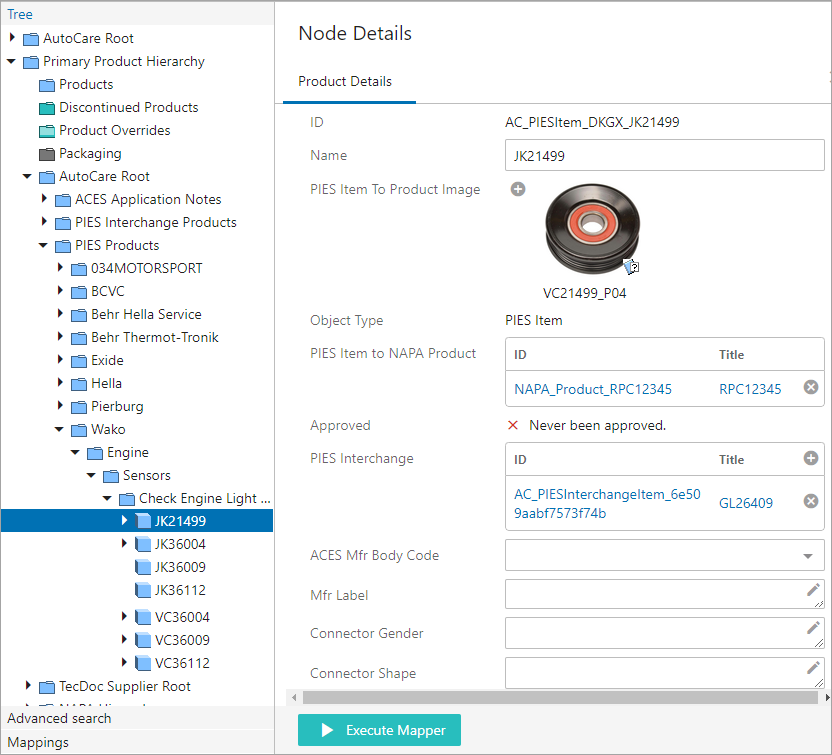 Tree
AutoCare Root
Primary Product Hierarchy
Products
Discontinued Products
Product Overrides
Packaging
AutoCare Root
ACES Application Notes
PIES Interchange Products
PIES Products
034MOTORSPORT
BCVC
Behr Hella Service
Behr Thermot-Tronik
Exide
Hella
Pierburg
Wako
Engine
Sensors
Check Engine Light ...
JK21499
JK36004
JK36009
JK36112
VC36004
VC36009
VC36112
TecDoc Supplier Root
Advanced search
Mappings
Node Details
Product Details
ID AC_PIESItem_DKGX_JK21499
Name JK21499
PIES Item To Product Image
VC21499_P04
Object Type PIES Item
PIES Item to NAPA Product
ID Title
NAPA_Product_RPC12345 RPC12345
Approved Never been approved.
PIES Interchange
ID Title
AC_PIESInterchangeItem_6e50
9aabf7573f74b GL26409
ACES Mfr Body Code
Mfr Label
Connector Gender
Connector Shape
Execute Mapper